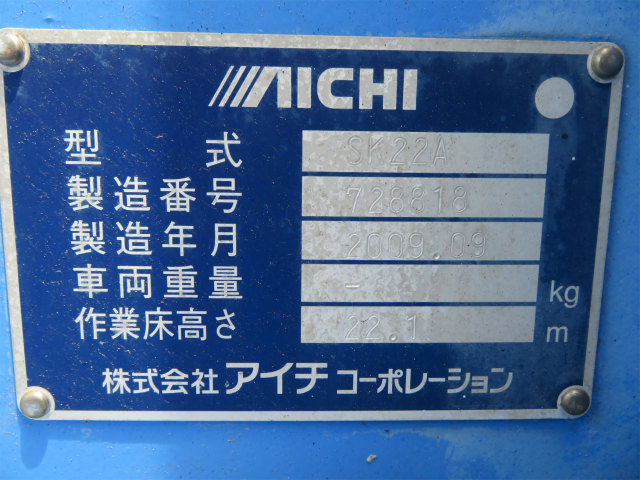 AICHI
型式 SK22A
製造番号 728818
製造年月 2009.09
車両重量 - kg
作業床高さ 22.1 m
株式会社 アイチ コーポレーション